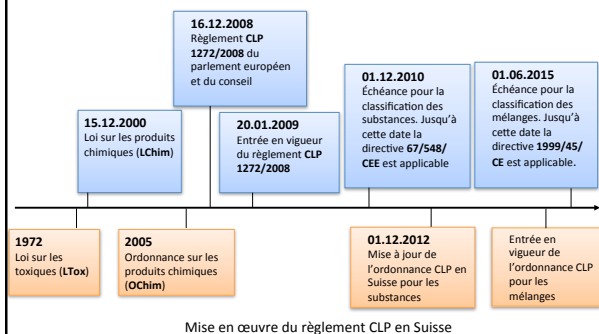 16.12.2008
Règlement CLP
1272/2008 du
parlement européen
et du conseil
15.12.2000
Loi sur les produits
chimiques (LChim)
20.01.2009
Entrée en vigueur
du règlement CLP
1272/2008
01.12.2010
Échéance pour la
classification des
substances. Jusqu'à
cette date la
directive 67/548/
CEE est applicable
01.06.2015
Échéance pour la
classification des
mélanges. Jusqu'à
cette date la
directive 1999/45/
CE est applicable.
1972
Loi sur les
toxiques (LTox)
2005
Ordonnance sur les
produits chimiques
(OChim)
01.12.2012
Mise à jour de
l'ordonnance CLP en
Suisse pour les
substances
Entrée en
vigueur de
l'ordonnance CLP
pour les
mélanges
Mise en œuvre du règlement CLP en Suisse